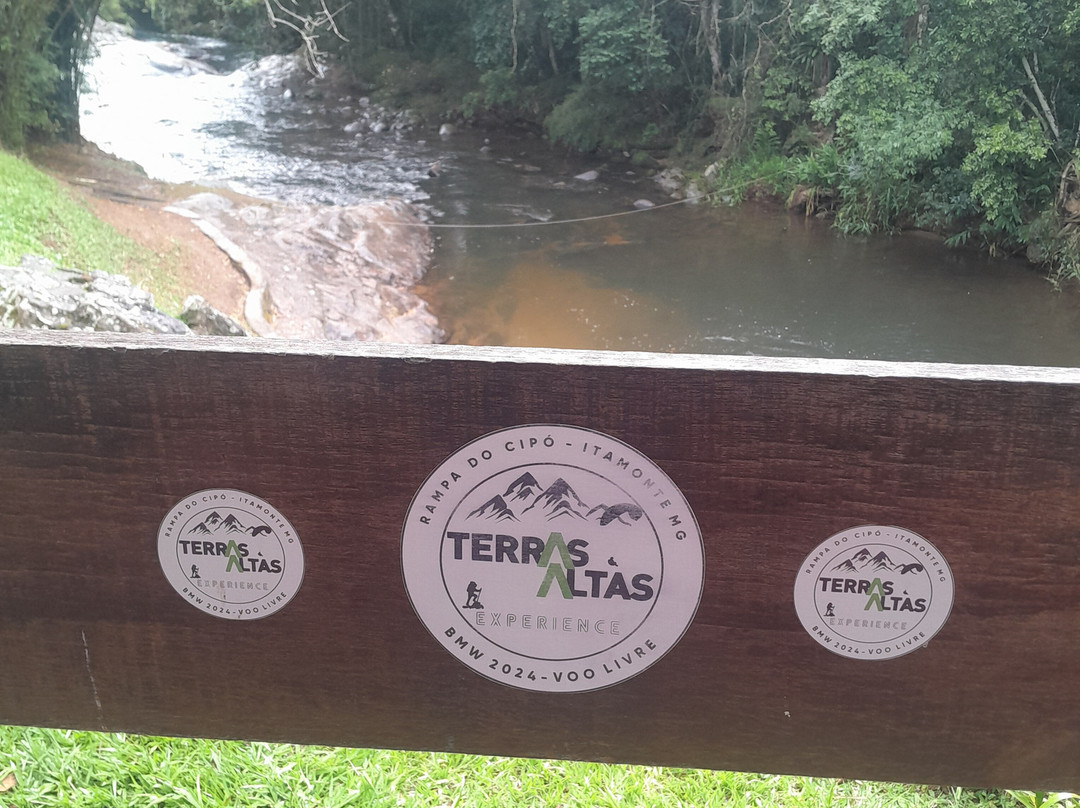 RAMPA DO CIPÓ - ITAMONTE MG
TERRAS
ALTAS
EXPERIENCE
BMW 2024 - VOO LIVRE
RAMPA DO CIPÓ - ITAMONTE MG
TERRAS &
ALTAS
EXPERIENCE
BMW 2024 - VOO LIVRE
RAMPA DO CIPÓ - ITAMONTE MG
TERRAS
ALTAS
EXPERIENCE
BMW 2024 - VOO LIVRE